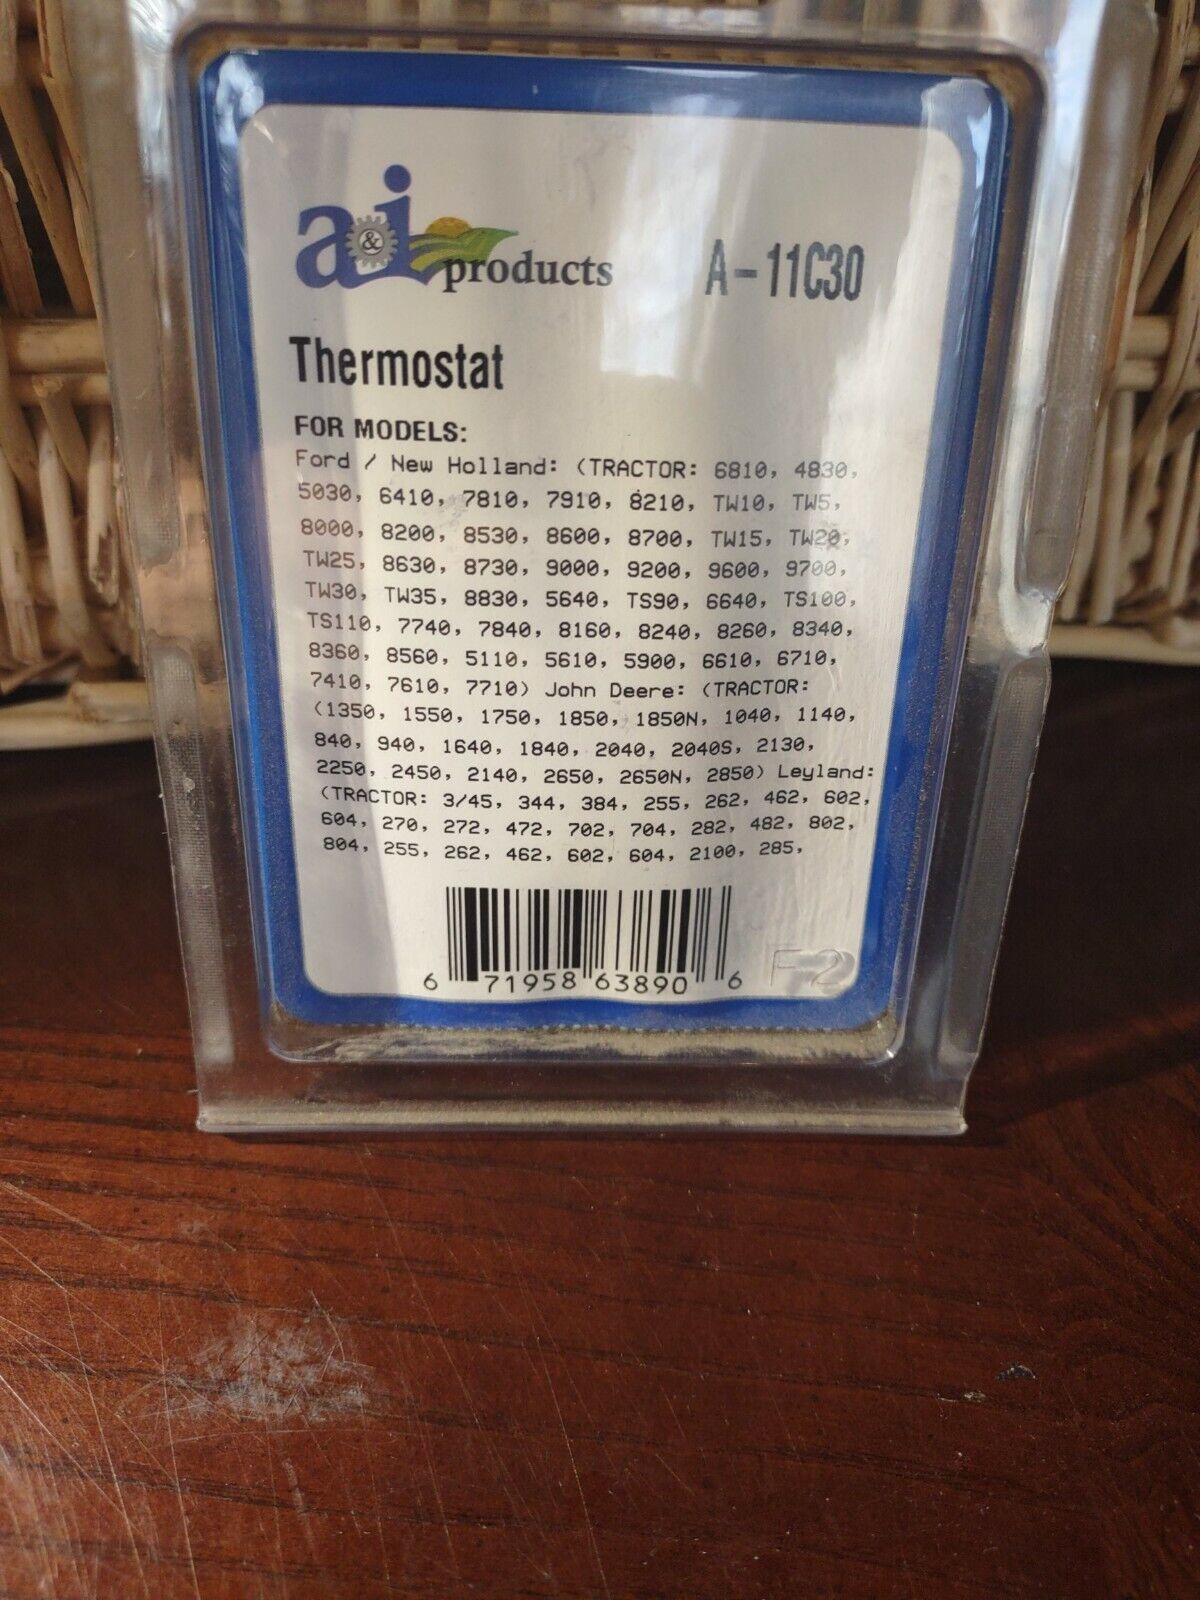 a&i products
A-11C30
Thermostat
FOR MODELS:
Ford / New Holland: (TRACTOR: 6810, 4830,
5030, 6410, 7810, 7910, 8210, TW10, TW5,
8000, 8200, 8530, 8600, 8700, TW15, TW20,
TW25, 8630, 8730, 9000, 9200, 9600, 9700,
TW30, TW35, 8830, 5640, TS90, 6640, TS100,
TS110, 7740, 7840, 8160, 8240, 8260, 8340,
8360, 8560, 5110, 5610, 5900, 6610, 6710,
7410, 7610, 7710) John Deere: (TRACTOR:
(1350, 1550, 1750, 1850, 1850N, 1040, 1140,
840, 940, 1640, 1840, 2040, 2040S, 2130,
2250, 2450, 2140, 2650, 2650N, 2850) Leyland:
(TRACTOR: 3/45, 344, 384, 255, 262, 462, 602,
604, 270, 272, 472, 702, 704, 282, 482, 802,
804, 255, 262, 462, 602, 604, 2100, 285,
6 71958 63890 6
F2